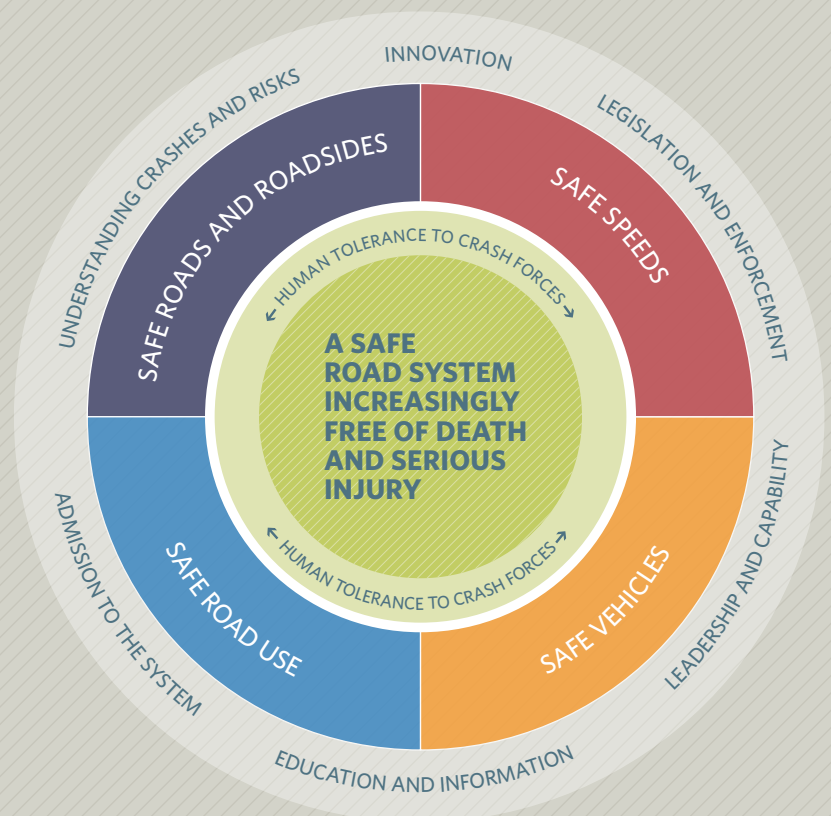 INNOVATION
LEGISLATION AND ENFORCEMENT
LEADERSHIP AND CAPABILITY
EDUCATION AND INFORMATION
ADMISSION TO THE SYSTEM
UNDERSTANDING CRASHES AND RISKS
SAFE ROADS AND ROADSIDES
SAFE SPEEDS
SAFE VEHICLES
SAFE ROAD USE
← HUMAN TOLERANCE TO CRASH FORCES →
A SAFE
ROAD SYSTEM
INCREASINGLY
FREE OF DEATH
AND SERIOUS
INJURY
← HUMAN TOLERANCE TO CRASH FORCES →